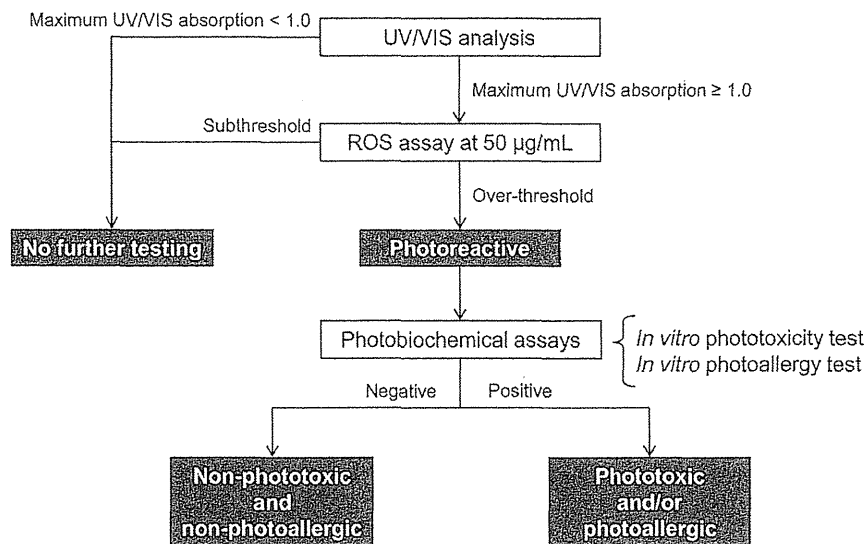 Maximum UV/VIS absorption < 1.0
UV/VIS analysis
Maximum UV/VIS absorption ≥ 1.0
Subthreshold
ROS assay at 50 µg/mL
Over-threshold
No further testing
Photoreactive
Photobiochemical assays
In vitro phototoxicity test
In vitro photoallergy test
Negative
Positive
Non-phototoxic
and
non-photoallergic
Phototoxic
and/or
photoallergic